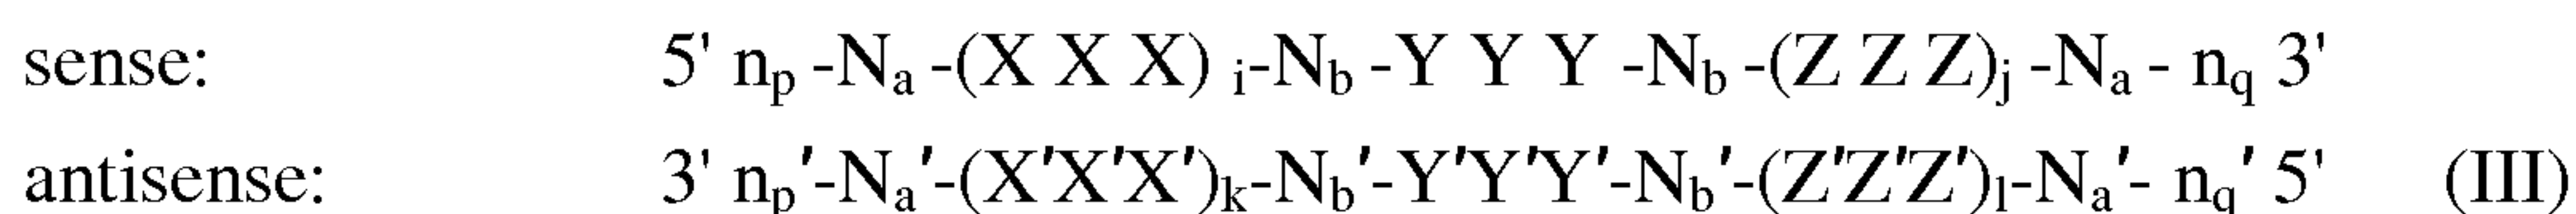 sense: 5' n_p -N_a -(X X X) _i-N_b -Y Y Y -N_b -(Z Z Z)_j -N_a - n_q 3'
antisense: 3' n_p′-N_a′-(X′X′X′)_k-N_b′-Y′Y′Y′-N_b′-(Z′Z′Z′)_l-N_a′- n_q′ 5' (III)